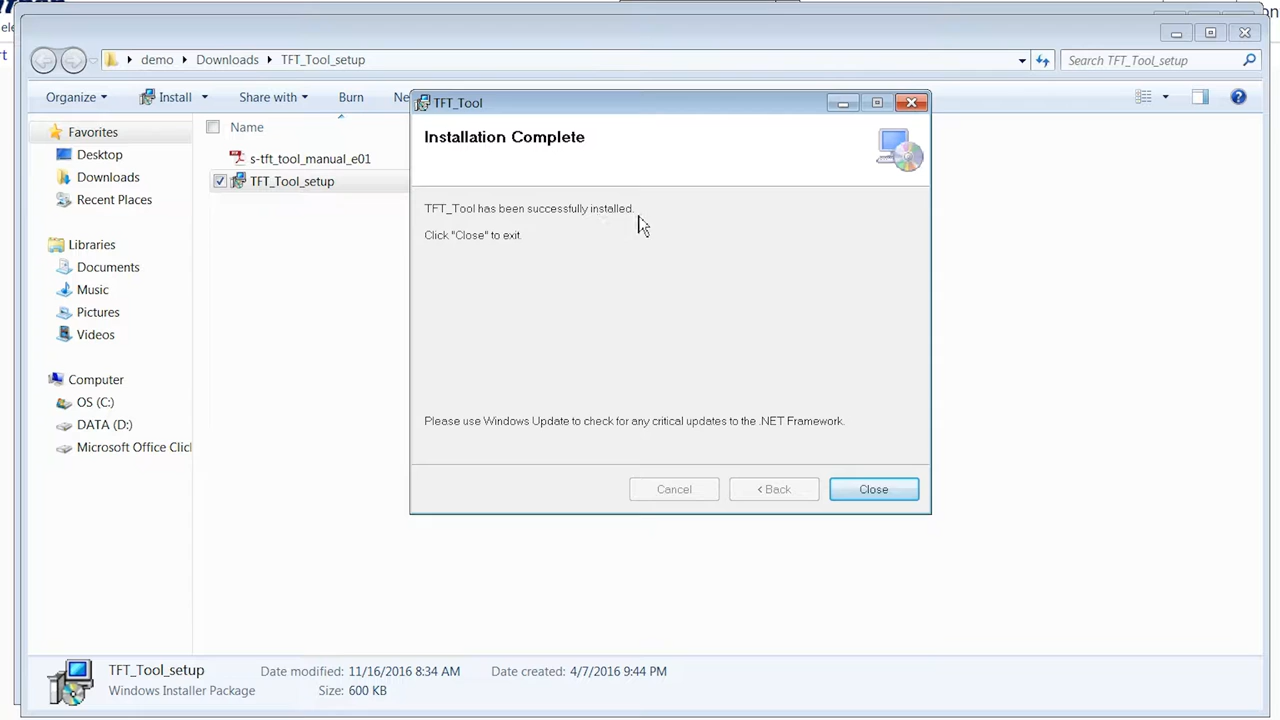 demo
Downloads
TFT_Tool_setup
Search TFT_Tool_setup
Organize
Install
Share with
Burn
Ne
Name
Favorites
Desktop
Downloads
Recent Places
Libraries
Documents
Music
Pictures
Videos
Computer
OS (C:)
DATA (D:)
Microsoft Office Clic
s-tft_tool_manual_e01
TFT_Tool_setup
TFT_Tool
Installation Complete
TFT_Tool has been successfully installed.
Click "Close" to exit.
Please use Windows Update to check for any critical updates to the .NET Framework.
Cancel
< Back
Close
TFT_Tool_setup
Date modified: 11/16/2016 8:34 AM
Date created: 4/7/2016 9:44 PM
Windows Installer Package
Size: 600 KB